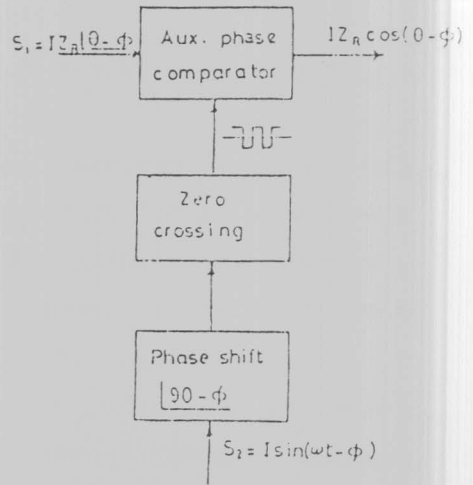 S₁ = IZ_R|θ-ϕ
Aux. phase
comparator
IZ_R cos(θ-ϕ)
Zero
crossing
Phase shift
|90-ϕ
S₂ = I sin(ωt-ϕ)